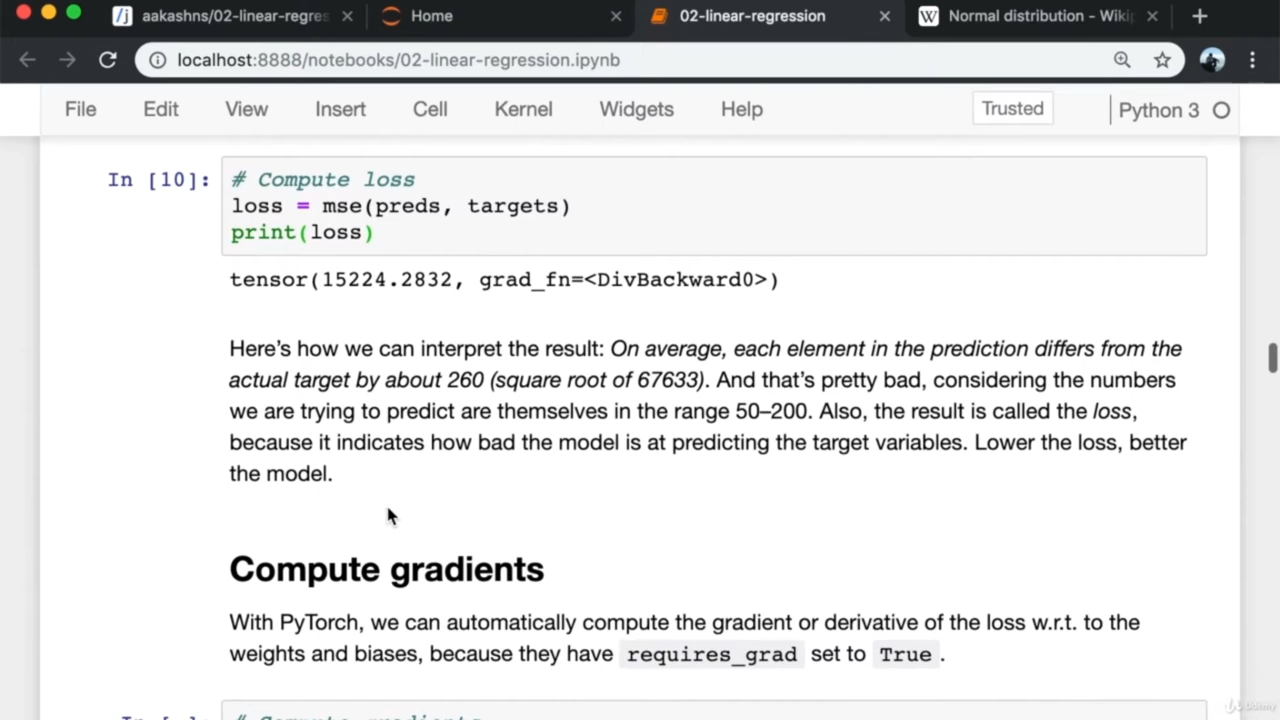 aakashns/02-linear-regres
Home
02-linear-regression
Normal distribution - Wiki
localhost:8888/notebooks/02-linear-regression.ipynb
File Edit View Insert Cell Kernel Widgets Help Trusted Python 3
In [10]: # Compute loss
loss = mse(preds, targets)
print(loss)
tensor(15224.2832, grad_fn=<DivBackward0>)
Here's how we can interpret the result: On average, each element in the prediction differs from the
actual target by about 260 (square root of 67633). And that's pretty bad, considering the numbers
we are trying to predict are themselves in the range 50–200. Also, the result is called the loss,
because it indicates how bad the model is at predicting the target variables. Lower the loss, better
the model.
Compute gradients
With PyTorch, we can automatically compute the gradient or derivative of the loss w.r.t. to the
weights and biases, because they have requires_grad set to True.
Udemy